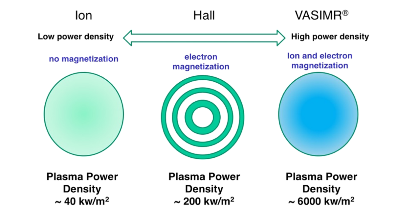 Ion
Hall
VASIMR®
Low power density
High power density
no magnetization
electron
magnetization
Ion and electron
magnetization
Plasma Power
Density
~ 40 kw/m²
Plasma Power
Density
~ 200 kw/m²
Plasma Power
Density
~ 6000 kw/m²